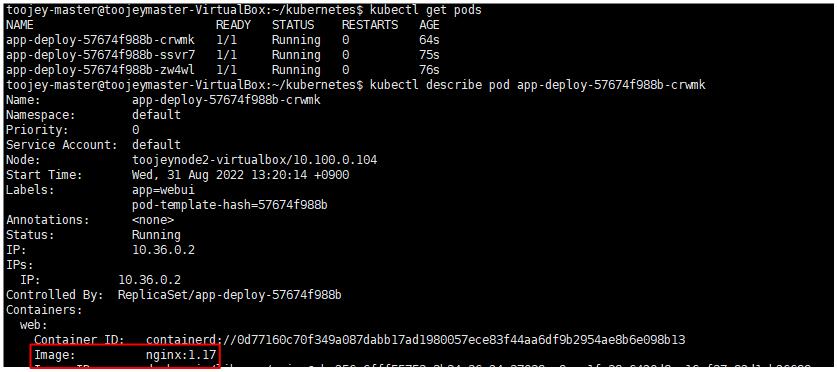 toojey-master@toojeymaster-VirtualBox:~/kubernetes$ kubectl get pods
NAME READY STATUS RESTARTS AGE
app-deploy-57674f988b-crwmk 1/1 Running 0 64s
app-deploy-57674f988b-ssvr7 1/1 Running 0 75s
app-deploy-57674f988b-zw4wl 1/1 Running 0 76s
toojey-master@toojeymaster-VirtualBox:~/kubernetes$ kubectl describe pod app-deploy-57674f988b-crwmk
Name: app-deploy-57674f988b-crwmk
Namespace: default
Priority: 0
Service Account: default
Node: toojeynode2-virtualbox/10.100.0.104
Start Time: Wed, 31 Aug 2022 13:20:14 +0900
Labels: app=webui
pod-template-hash=57674f988b
Annotations: <none>
Status: Running
IP: 10.36.0.2
IPs:
IP: 10.36.0.2
Controlled By: ReplicaSet/app-deploy-57674f988b
Containers:
web:
Container ID: containerd://0d77160c70f349a087dabb17ad1980057ece83f44aa6df9b2954ae8b6e098b13
Image: nginx:1.17